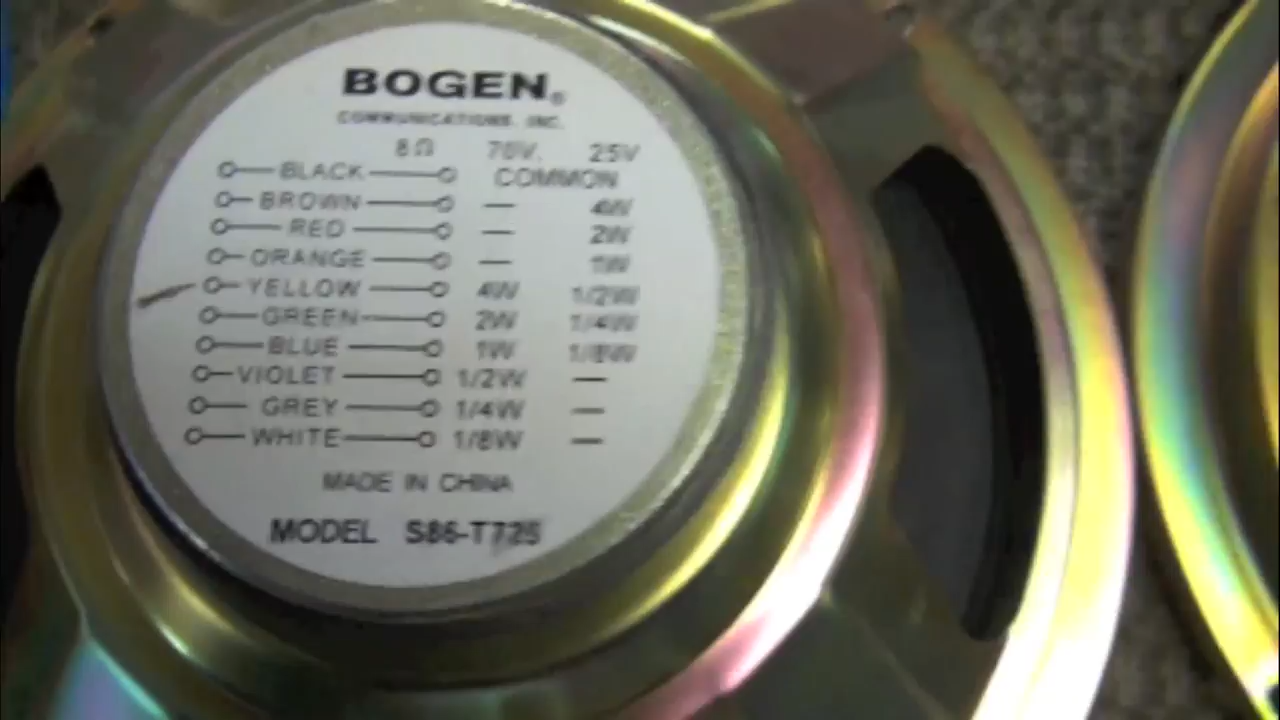 BOGEN®
COMMUNICATIONS, INC.
8Ω 70V. 25V
BLACK COMMON
BROWN — 4W
RED — 2W
ORANGE — 1W
YELLOW 4W 1/2W
GREEN 2W 1/4W
BLUE 1W 1/8W
VIOLET 1/2W —
GREY 1/4W —
WHITE 1/8W —
MADE IN CHINA
MODEL S86-T725